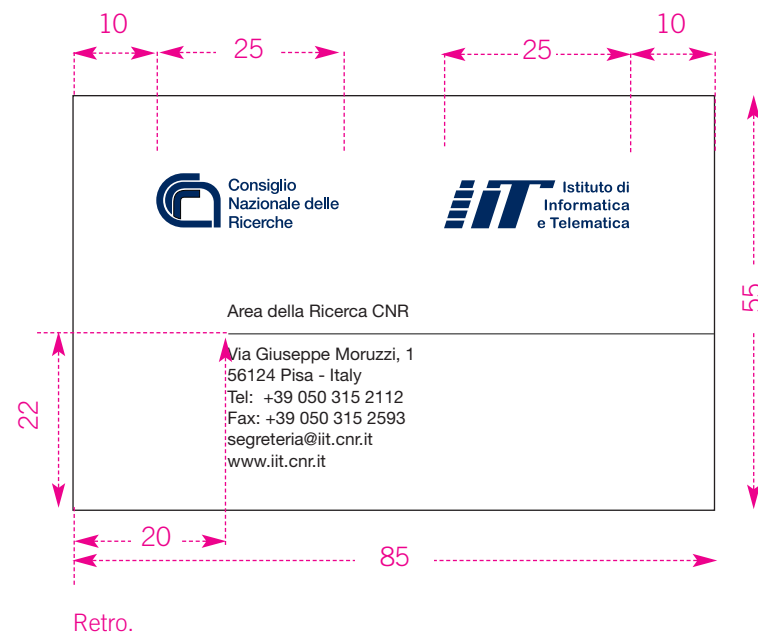 10 25 25 10
Consiglio
Nazionale delle
Ricerche
IIT
Istituto di
Informatica
e Telematica
55
Area della Ricerca CNR
Via Giuseppe Moruzzi, 1
56124 Pisa - Italy
Tel:  +39 050 315 2112
Fax: +39 050 315 2593
segreteria@iit.cnr.it
www.iit.cnr.it
22
20
85
Retro.